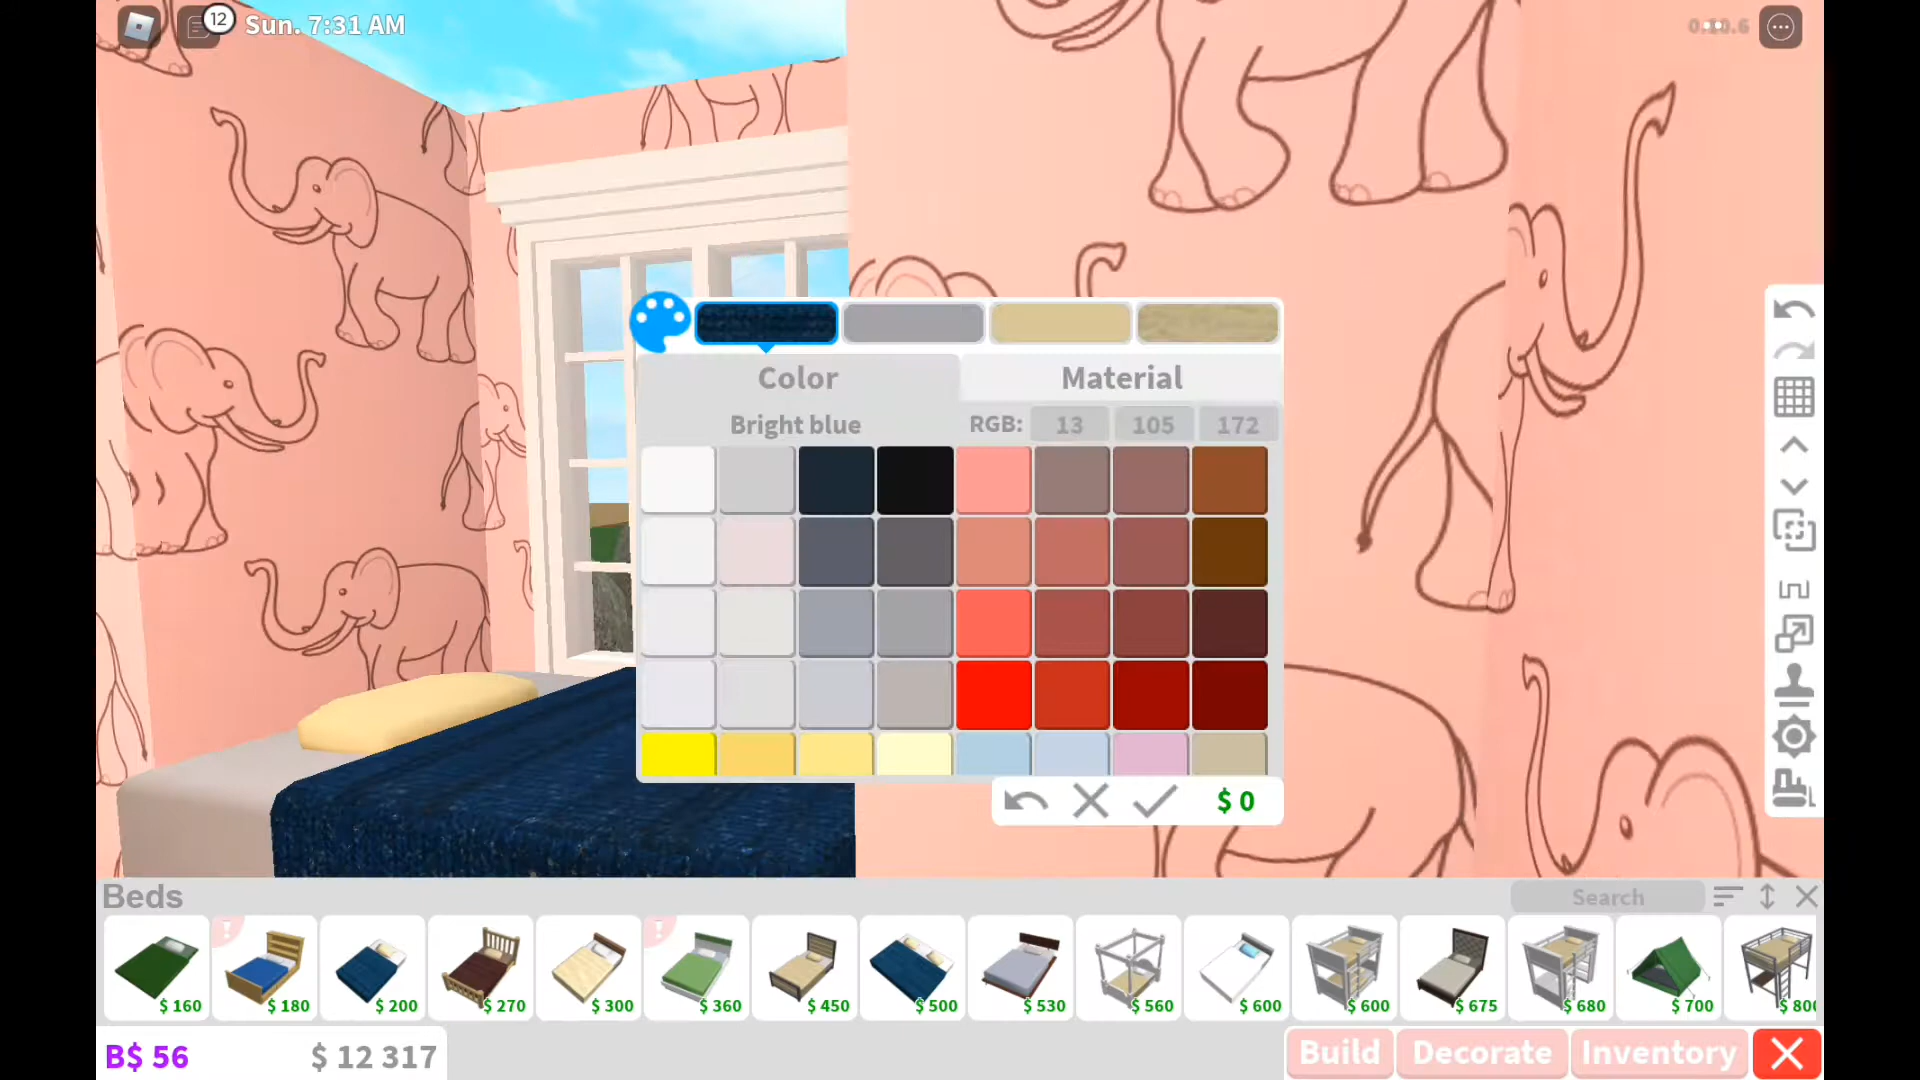 12
Sun. 7:31 AM
Color
Material
Bright blue
RGB: 13 105 172
$ 0
Beds
Search
$ 160
$ 180
$ 200
$ 270
$ 300
$ 360
$ 450
$ 500
$ 530
$ 560
$ 600
$ 600
$ 675
$ 680
$ 700
B$ 56
$ 12 317
Build
Decorate
Inventory